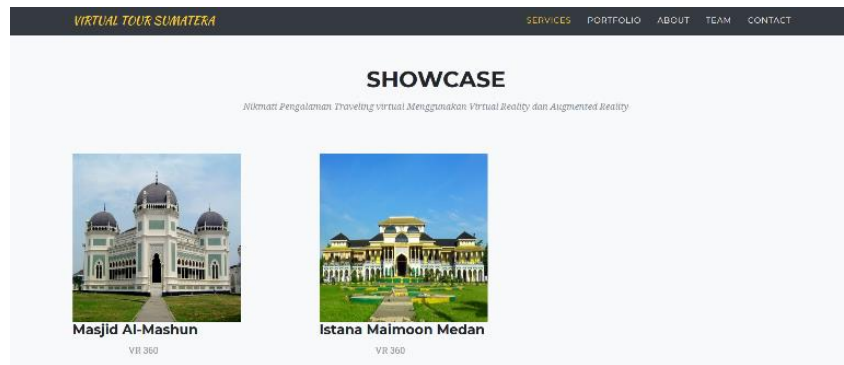 VIRTUAL TOUR SUMATERA
SERVICES PORTFOLIO ABOUT TEAM CONTACT
SHOWCASE
Nikmati Pengalaman Traveling virtual Menggunakan Virtual Reality dan Augmented Reality
Masjid Al-Mashun
VR 360
Istana Maimoon Medan
VR 360